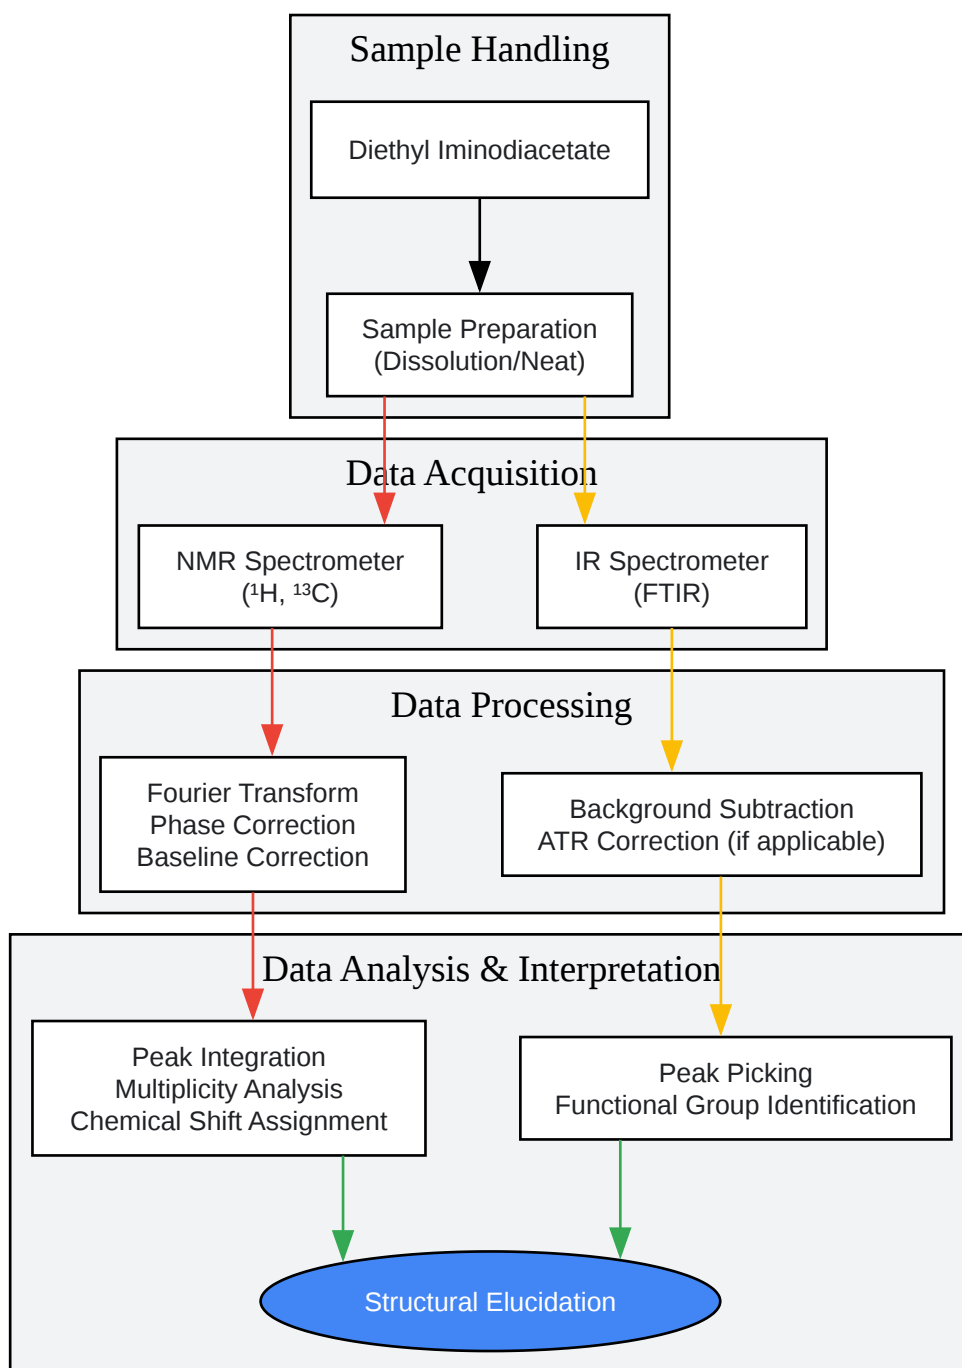 Sample Handling
Diethyl Iminodiacetate
Sample Preparation
(Dissolution/Neat)
Data Acquisition
NMR Spectrometer
(¹H, ¹³C)
IR Spectrometer
(FTIR)
Data Processing
Fourier Transform
Phase Correction
Baseline Correction
Background Subtraction
ATR Correction (if applicable)
Data Analysis & Interpretation
Peak Integration
Multiplicity Analysis
Chemical Shift Assignment
Peak Picking
Functional Group Identification
Structural Elucidation